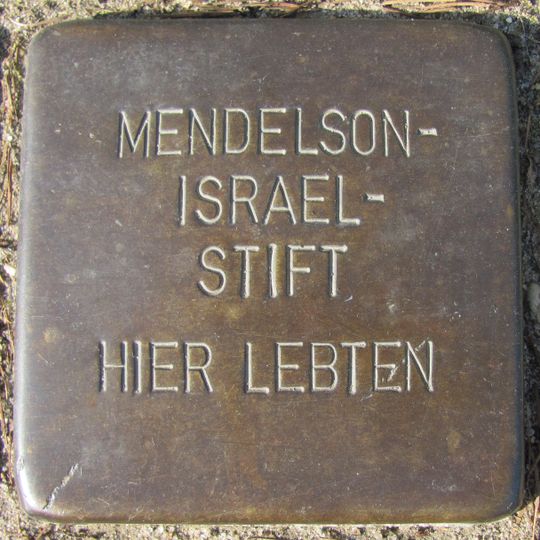 MENDELSON-
ISRAEL-
STIFT
HIER LEBTEN